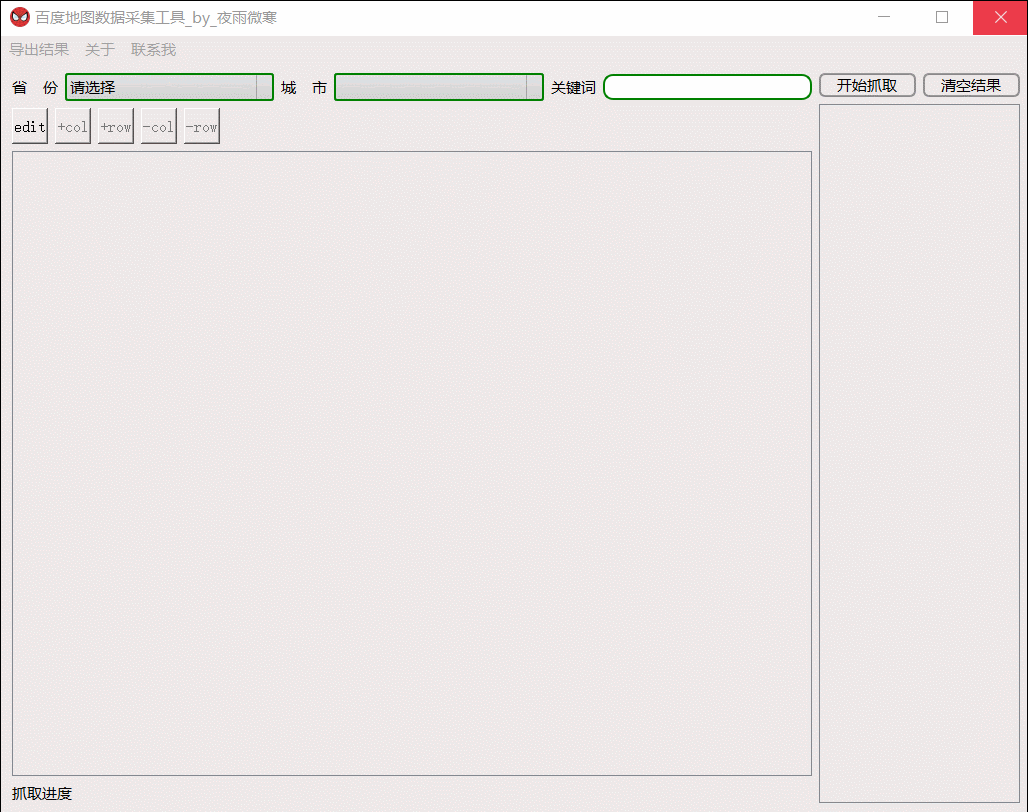 百度地图数据采集工具_by_夜雨微寒
导出结果 关于 联系我
省 份 请选择 城 市 关键词 开始抓取 清空结果
edit +col +row -col -row
抓取进度